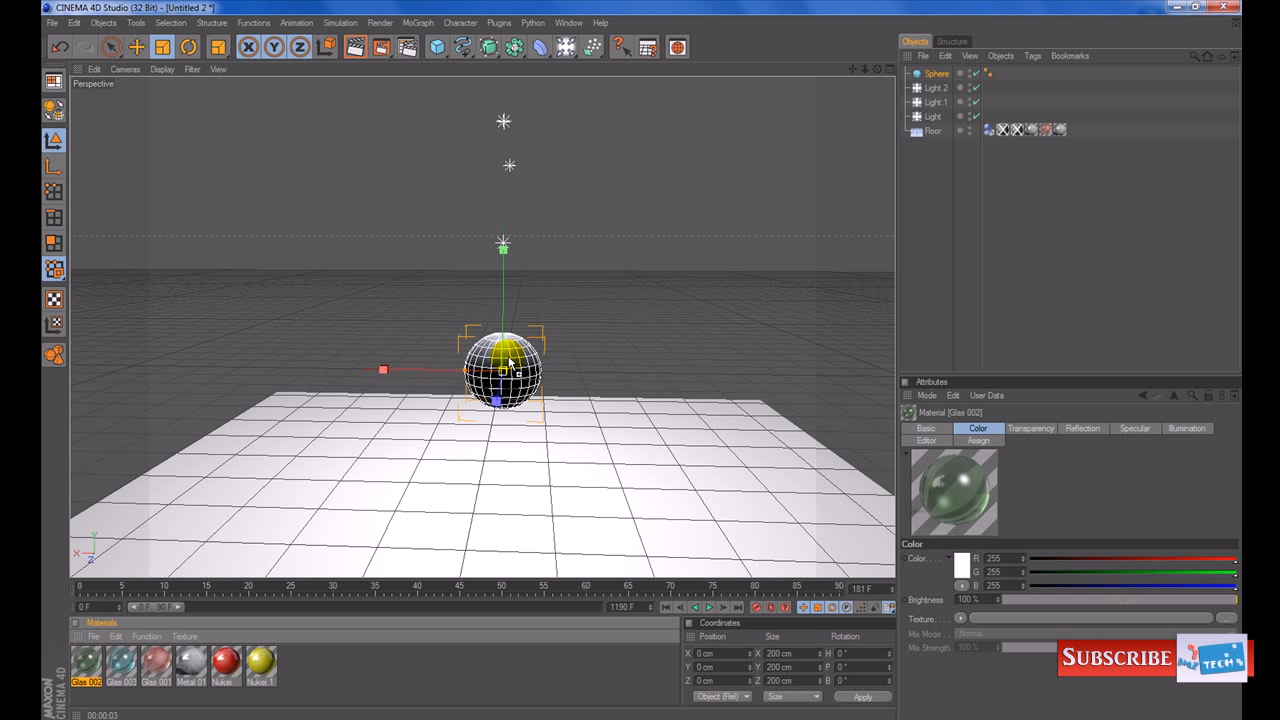 CINEMA 4D Studio (32 Bit) - [Untitled 2 *]
File Edit Objects Tools Selection Structure Functions Animation Simulation Render MoGraph Character Plugins Python Window Help
Objects Structure
Edit Cameras Display Filter View
File Edit View Objects Tags Bookmarks
Perspective
Sphere
Light.2
Light.1
Light
Floor
Attributes
Mode Edit User Data
Material [Glas 002]
Basic Color Transparency Reflection Specular Illumination
Editor Assign
Color
Color. . . . R 255
G 255
B 255
Brightness 100 %
Texture. . . .
Mix Mode . . Normal
Mix Strength 100 %
Y
X
Z
0 5 10 15 20 25 30 35 40 45 50 55 60 65 70 75 80 85 90 181 F
0 F 0 F 90 F 1190 F
Materials
File Edit Function Texture
Glas 002 Glas 003 Glas 001 Metal 01 Nukei Nukei.1
Coordinates
Position Size Rotation
X 0 cm X 200 cm H 0 °
Y 0 cm Y 200 cm P 0 °
Z 0 cm Z 200 cm B 0 °
Object (Rel) Size Apply
MAXON
CINEMA 4D
00:00:03
SUBSCRIBE
TECH'S